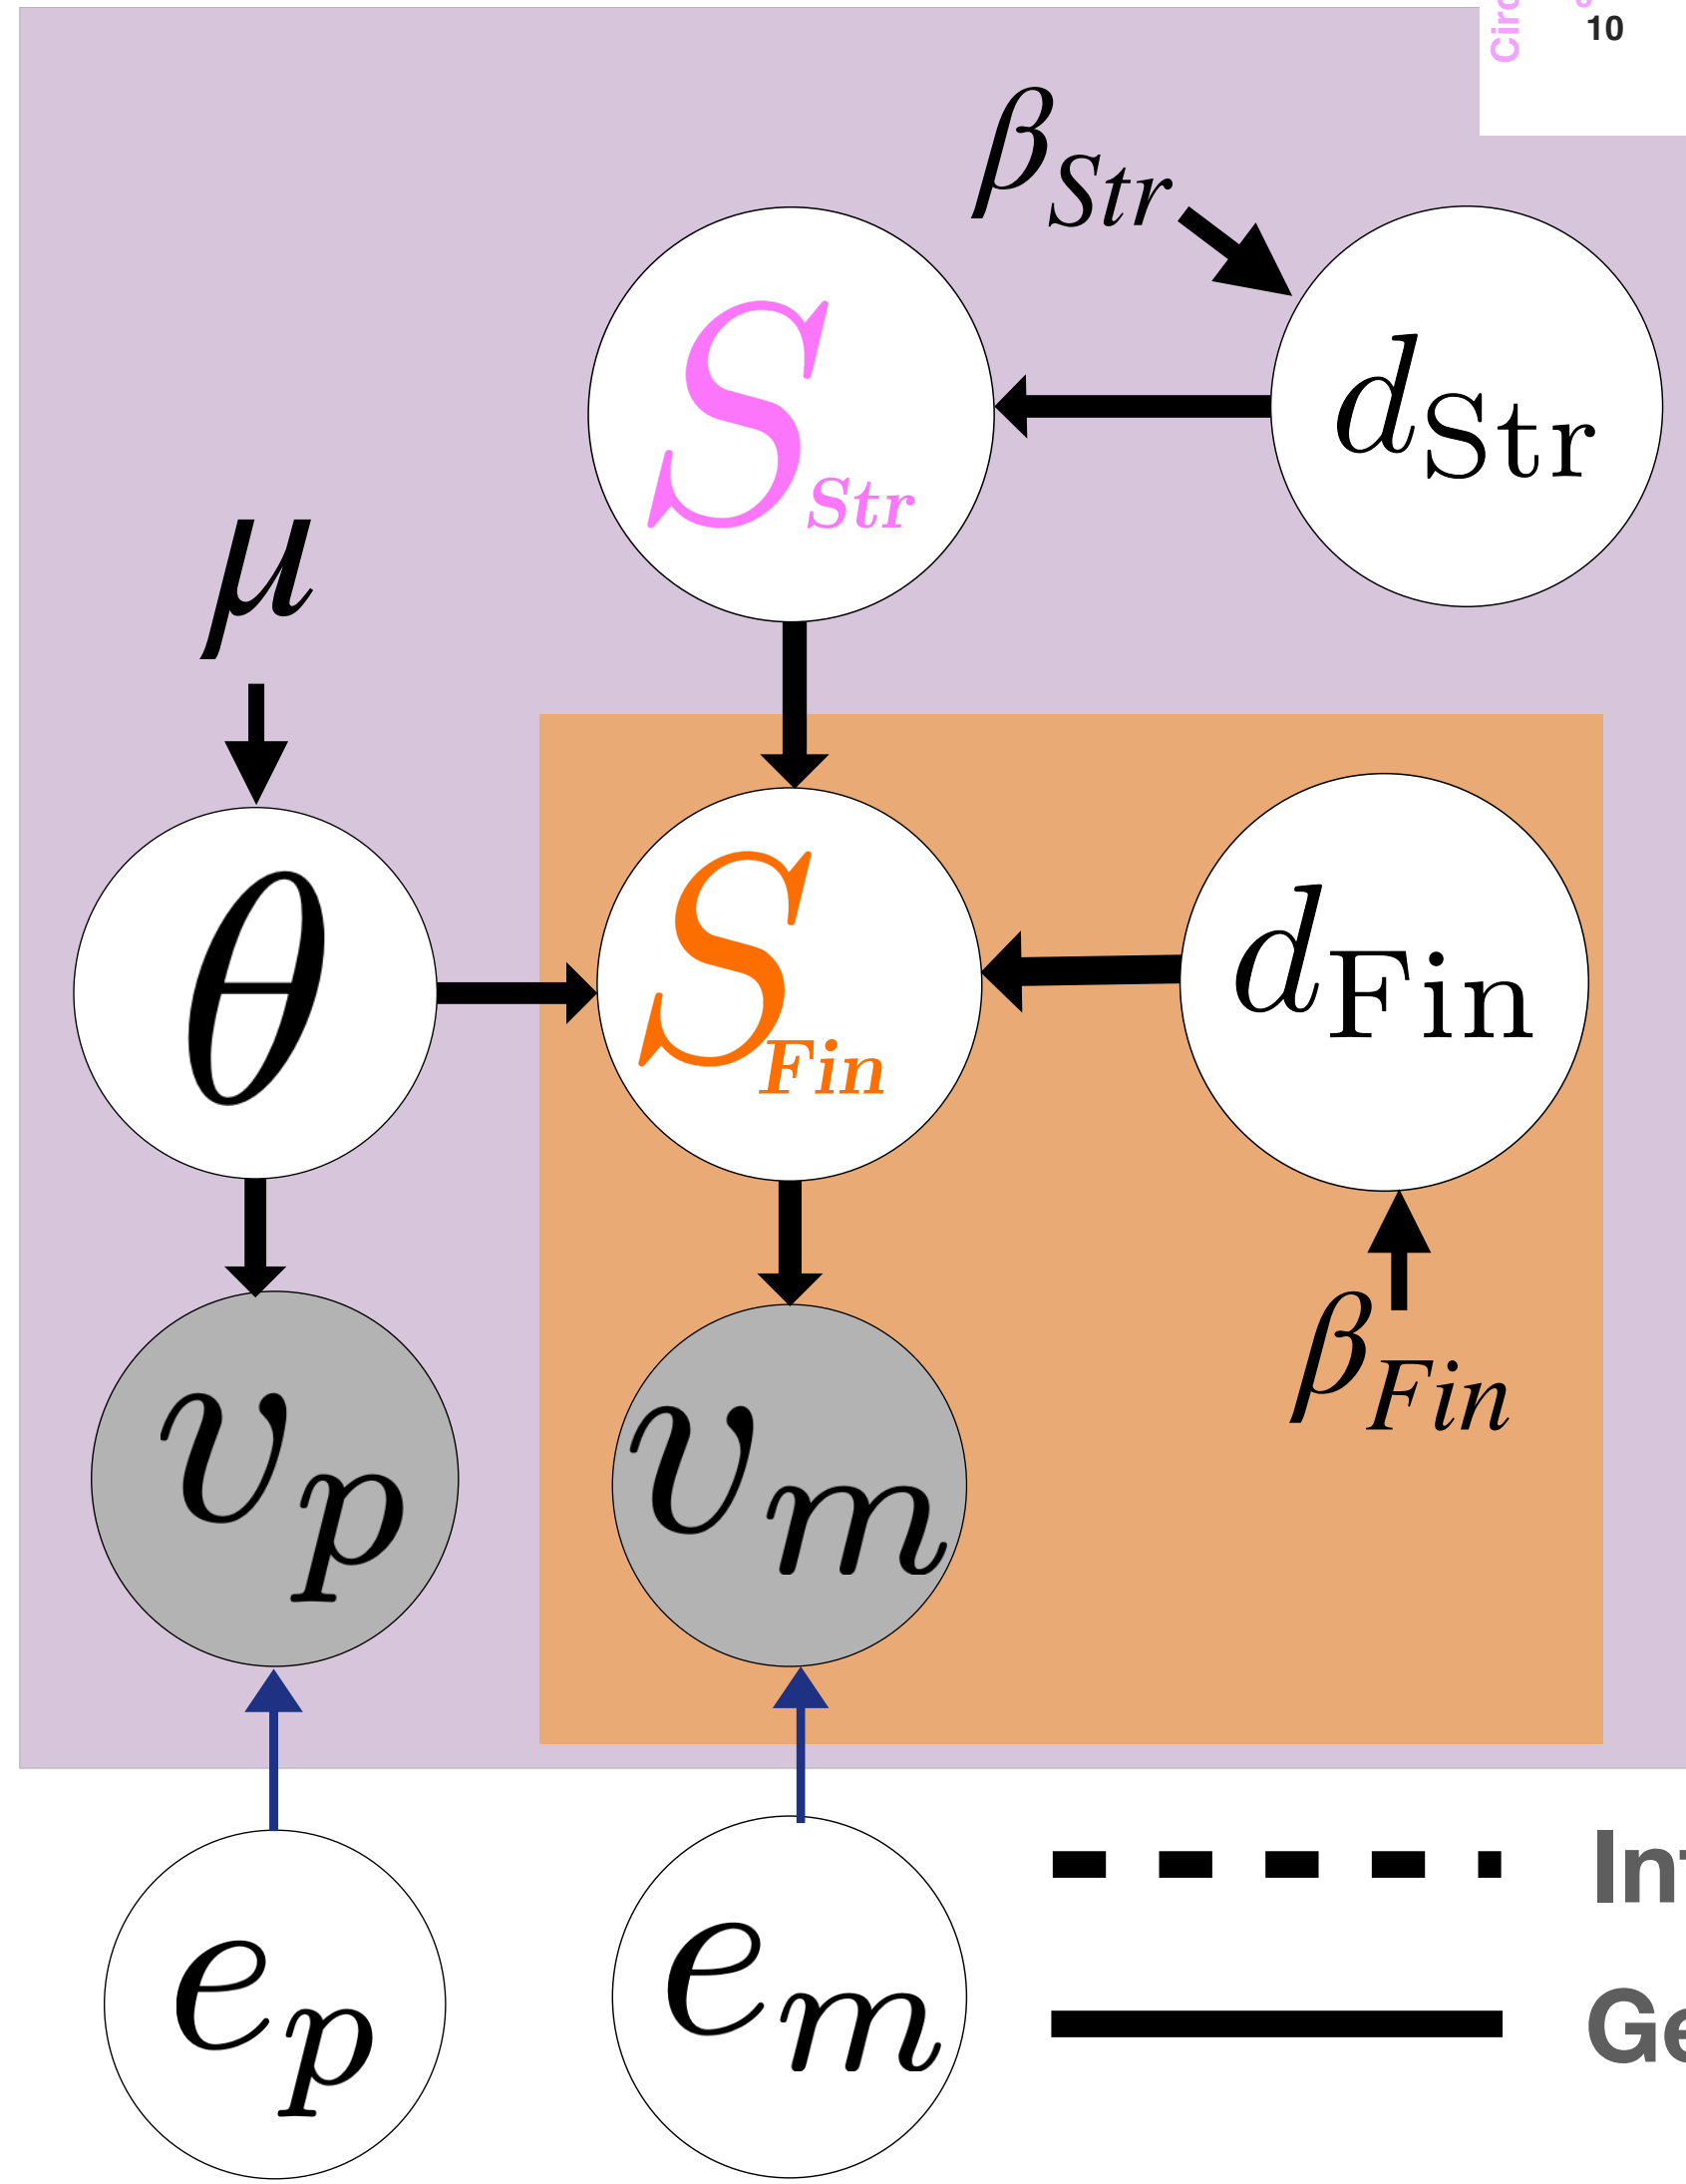 10
β_Str
S_Str
d_Str
μ
θ
S_Fin
d_Fin
β_Fin
v_p
v_m
e_p
e_m